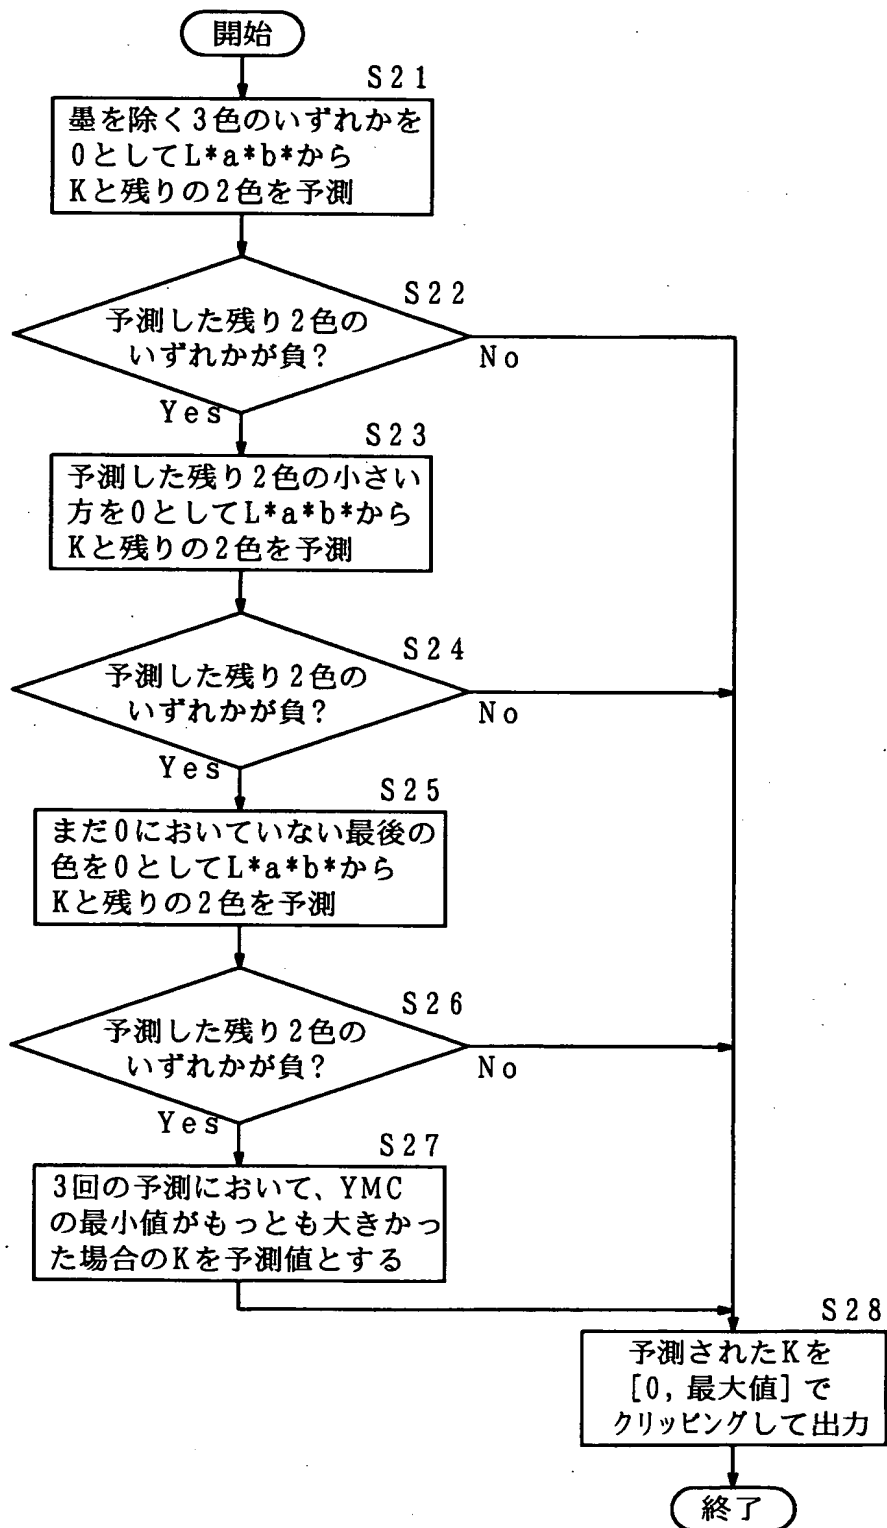 開始
S21
墨を除く3色のいずれかを
0としてL*a*b*から
Kと残りの2色を予測
S22
予測した残り2色の
いずれかが負?
No
Yes
S23
予測した残り2色の小さい
方を0としてL*a*b*から
Kと残りの2色を予測
S24
予測した残り2色の
いずれかが負?
No
Yes
S25
まだ0においていない最後の
色を0としてL*a*b*から
Kと残りの2色を予測
S26
予測した残り2色の
いずれかが負?
No
Yes
S27
3回の予測において、YMC
の最小値がもっとも大きかっ
た場合のKを予測値とする
S28
予測されたKを
[0, 最大値]で
クリッピングして出力
終了